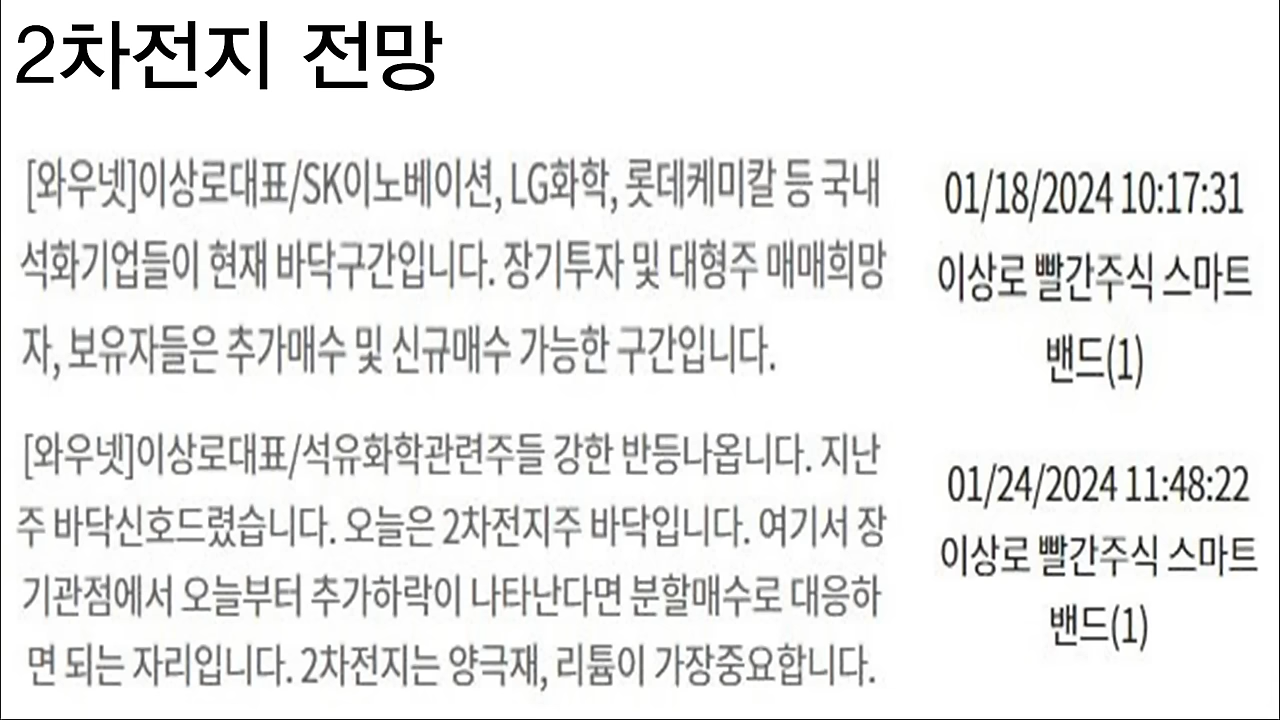 2차전지 전망
[와우넷]이상로대표/SK이노베이션, LG화학, 롯데케미칼 등 국내
석화기업들이 현재 바닥구간입니다. 장기투자 및 대형주 매매희망
자, 보유자들은 추가매수 및 신규매수 가능한 구간입니다.
01/18/2024 10:17:31
이상로 빨간주식 스마트
밴드(1)
[와우넷]이상로대표/석유화학관련주들 강한 반등나옵니다. 지난
주 바닥신호드렸습니다. 오늘은 2차전지주 바닥입니다. 여기서 장
기관점에서 오늘부터 추가하락이 나타난다면 분할매수로 대응하
면 되는 자리입니다. 2차전지는 양극재, 리튬이 가장중요합니다.
01/24/2024 11:48:22
이상로 빨간주식 스마트
밴드(1)